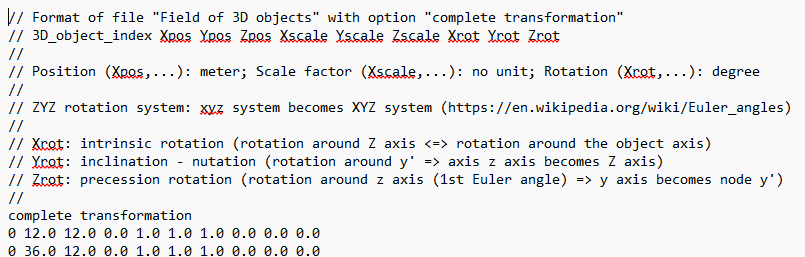 // Format of file "Field of 3D objects" with option "complete transformation"
// 3D_object_index Xpos Ypos Zpos Xscale Yscale Zscale Xrot Yrot Zrot
//
// Position (Xpos,...): meter; Scale factor (Xscale,...): no unit; Rotation (Xrot,...): degree
//
// ZYZ rotation system: xyz system becomes XYZ system (https://en.wikipedia.org/wiki/Euler_angles)
//
// Xrot: intrinsic rotation (rotation around Z axis <=> rotation around the object axis)
// Yrot: inclination - nutation (rotation around y' => axis z axis becomes Z axis)
// Zrot: precession rotation (rotation around z axis (1st Euler angle) => y axis becomes node y')
//
complete transformation
0 12.0 12.0 0.0 1.0 1.0 1.0 0.0 0.0 0.0
0 36.0 12.0 0.0 1.0 1.0 1.0 0.0 0.0 0.0